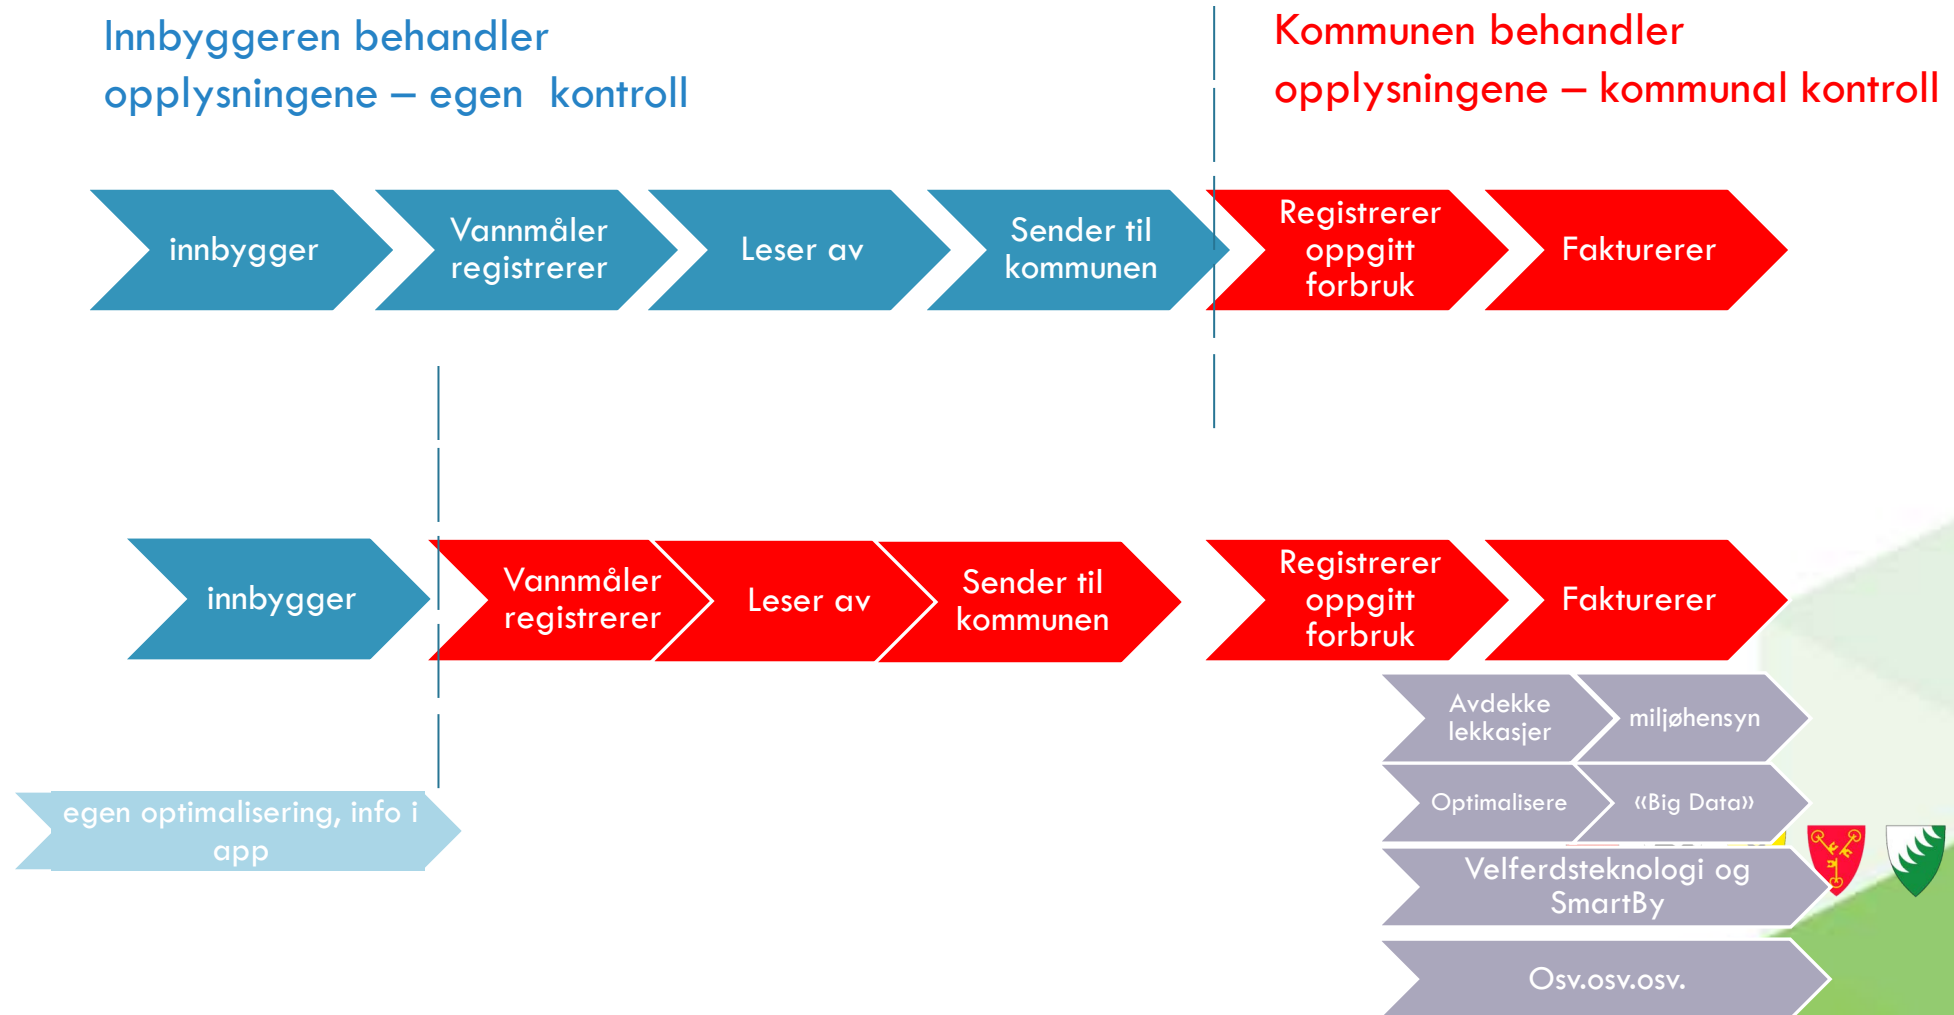 Innbyggeren behandler
opplysningene – egen kontroll
Kommunen behandler
opplysningene – kommunal kontroll
innbygger
Vannmåler
registrerer
Leser av
Sender til
kommunen
Registrerer
oppgitt
forbruk
Fakturerer
innbygger
Vannmåler
registrerer
Leser av
Sender til
kommunen
Registrerer
oppgitt
forbruk
Fakturerer
Avdekke
lekkasjer
miljøhensyn
Optimalisere
«Big Data»
egen optimalisering, info i
app
Velferdsteknologi og
SmartBy
Osv.osv.osv.